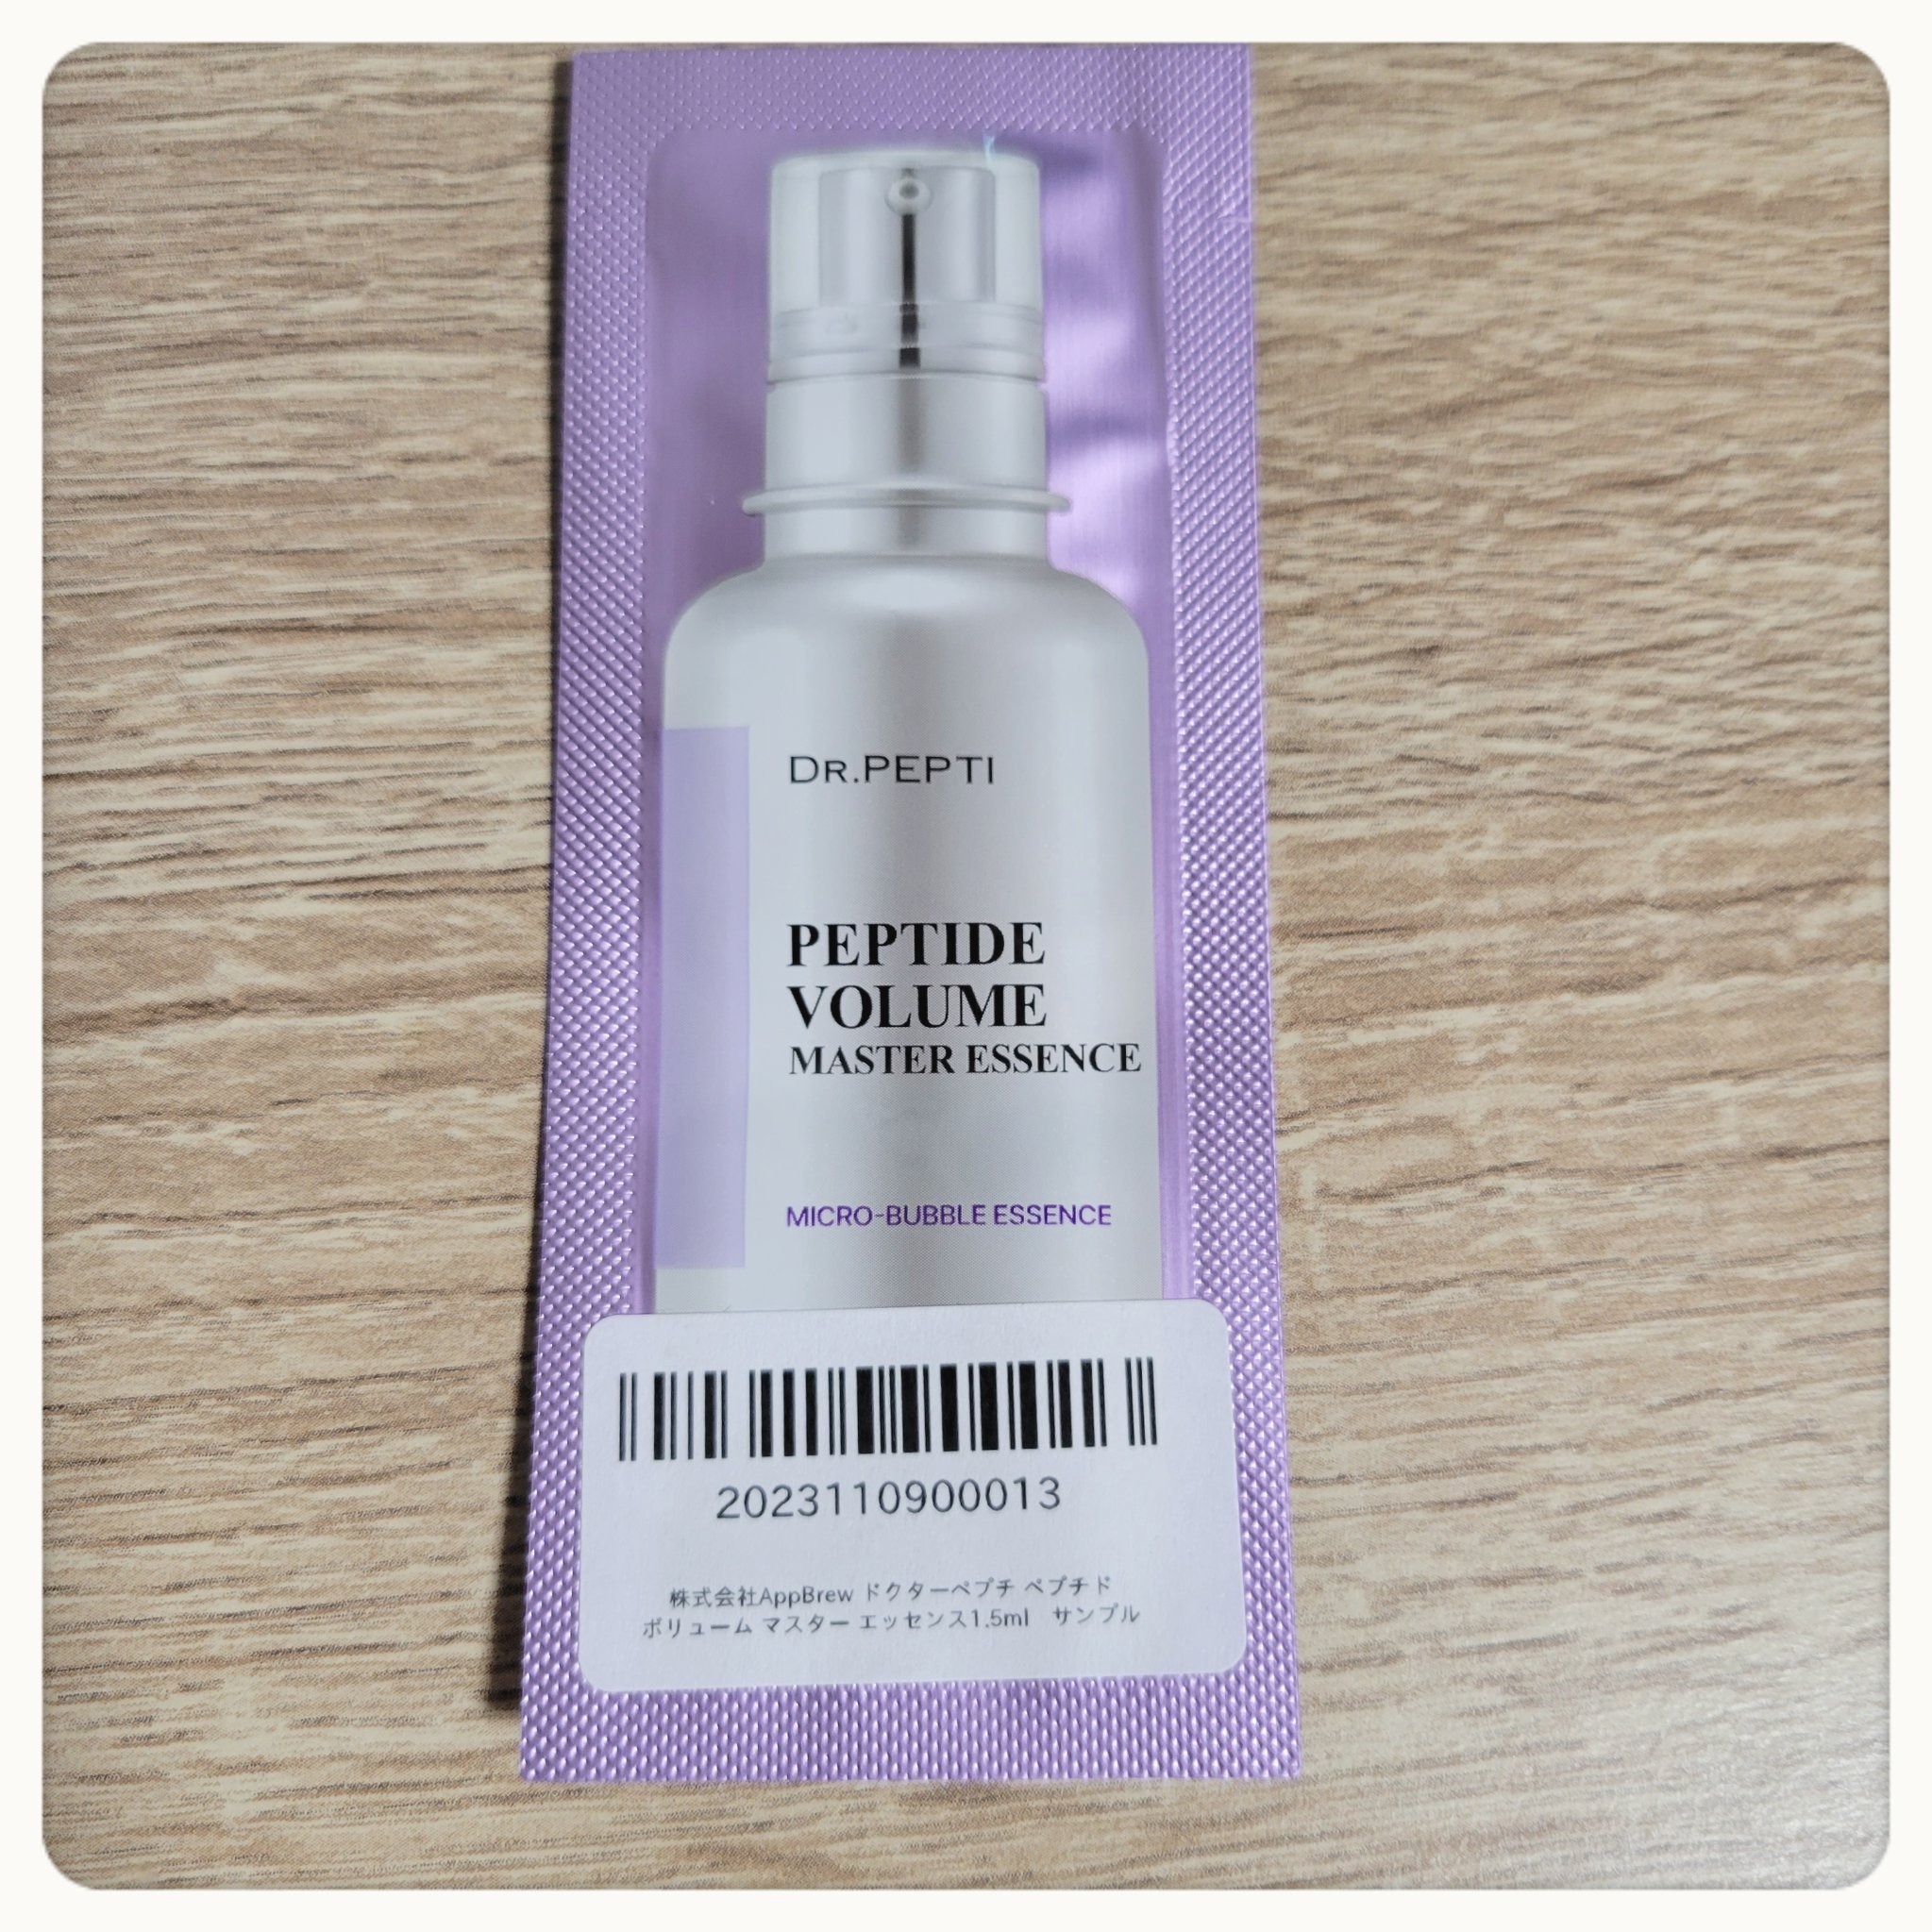 DR.PEPTI
PEPTIDE
VOLUME
MASTER ESSENCE
MICRO-BUBBLE ESSENCE
2023110900013
株式会社AppBrew ドクターペプチ ペプチド
ボリューム マスター エッセンス1.5ml　サンプル